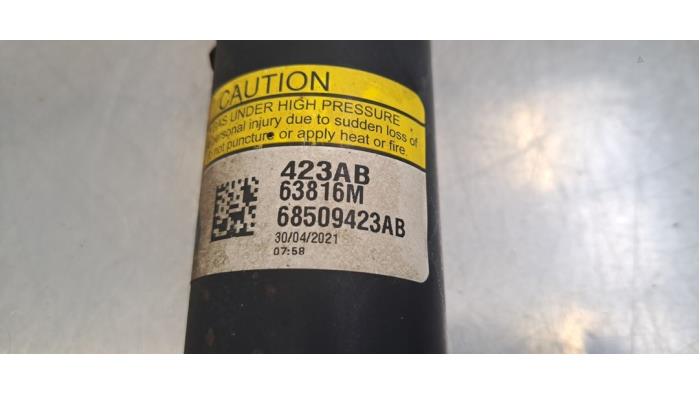 CAUTION
GAS UNDER HIGH PRESSURE
personal injury due to sudden loss of
not puncture or apply heat or fire.
423AB
63816M
68509423AB
30/04/2021
07:58